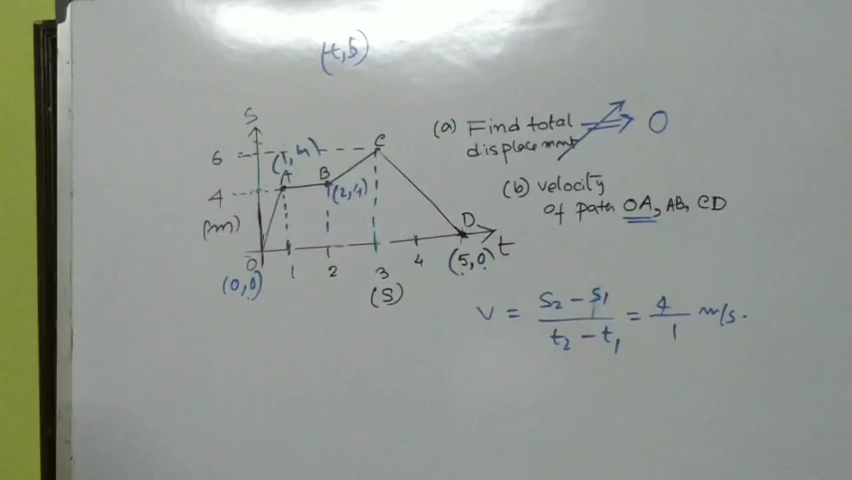 (t,s)
S
6
4
(m)
O
(0,0)
(1,4)
A
B
(2,4)
C
D
(5,0)
t
1
2
3
4
(S)
(a) Find total
displacement
0
(b) velocity
of path OA, AB, CD
V = S₂ - S₁ / t₂ - t₁ = 4 / 1 m/s.